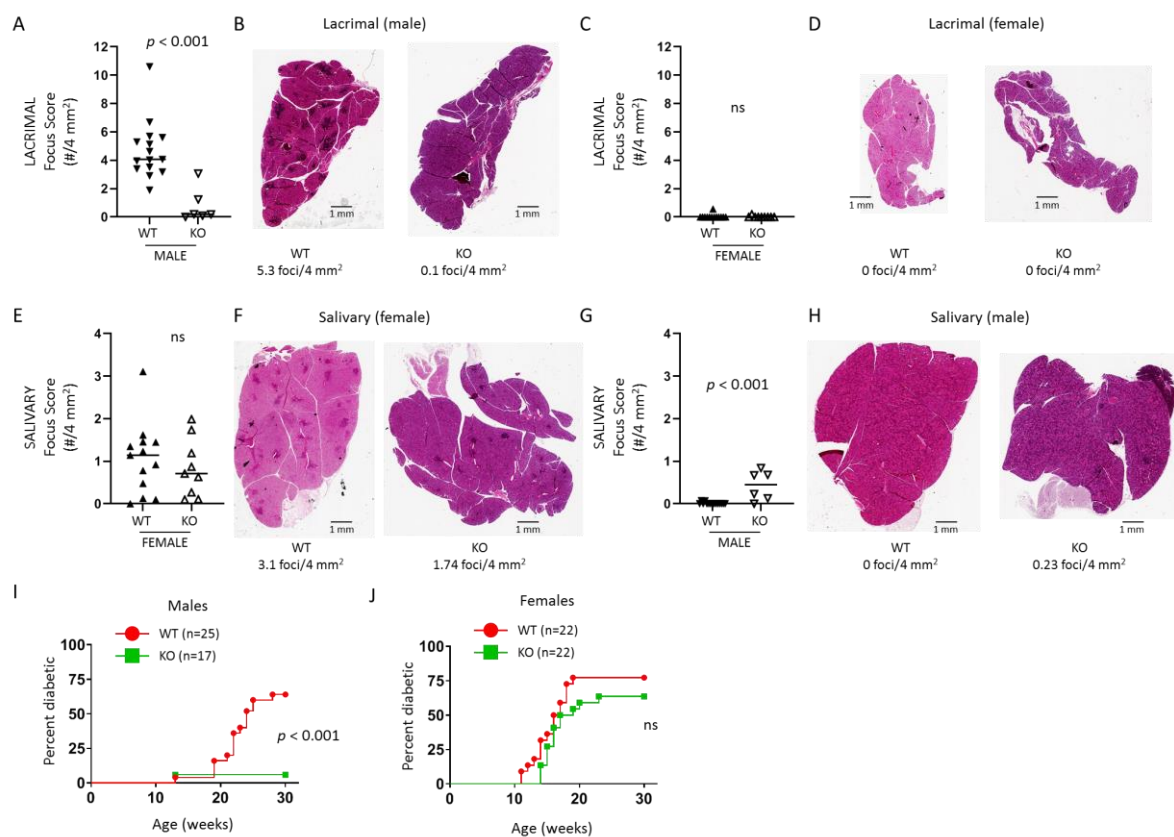 A
p < 0.001
LACRIMAL
Focus Score
(#/4 mm²)
12
10
8
6
4
2
0
WT KO
MALE
B
Lacrimal (male)
1 mm
1 mm
WT
5.3 foci/4 mm²
KO
0.1 foci/4 mm²
C
ns
LACRIMAL
Focus Score
(#/4 mm²)
12
10
8
6
4
2
0
WT KO
FEMALE
D
Lacrimal (female)
1 mm
1 mm
WT
0 foci/4 mm²
KO
0 foci/4 mm²
E
ns
SALIVARY
Focus Score
(#/4 mm²)
4
3
2
1
0
WT KO
FEMALE
F
Salivary (female)
1 mm
1 mm
WT
3.1 foci/4 mm²
KO
1.74 foci/4 mm²
G
p < 0.001
SALIVARY
Focus Score
(#/4 mm²)
4
3
2
1
0
WT KO
MALE
H
Salivary (male)
1 mm
1 mm
WT
0 foci/4 mm²
KO
0.23 foci/4 mm²
I
Males
WT (n=25)
KO (n=17)
Percent diabetic
100
75
50
25
0
p < 0.001
0 10 20 30
Age (weeks)
J
Females
WT (n=22)
KO (n=22)
Percent diabetic
100
75
50
25
0
ns
0 10 20 30
Age (weeks)